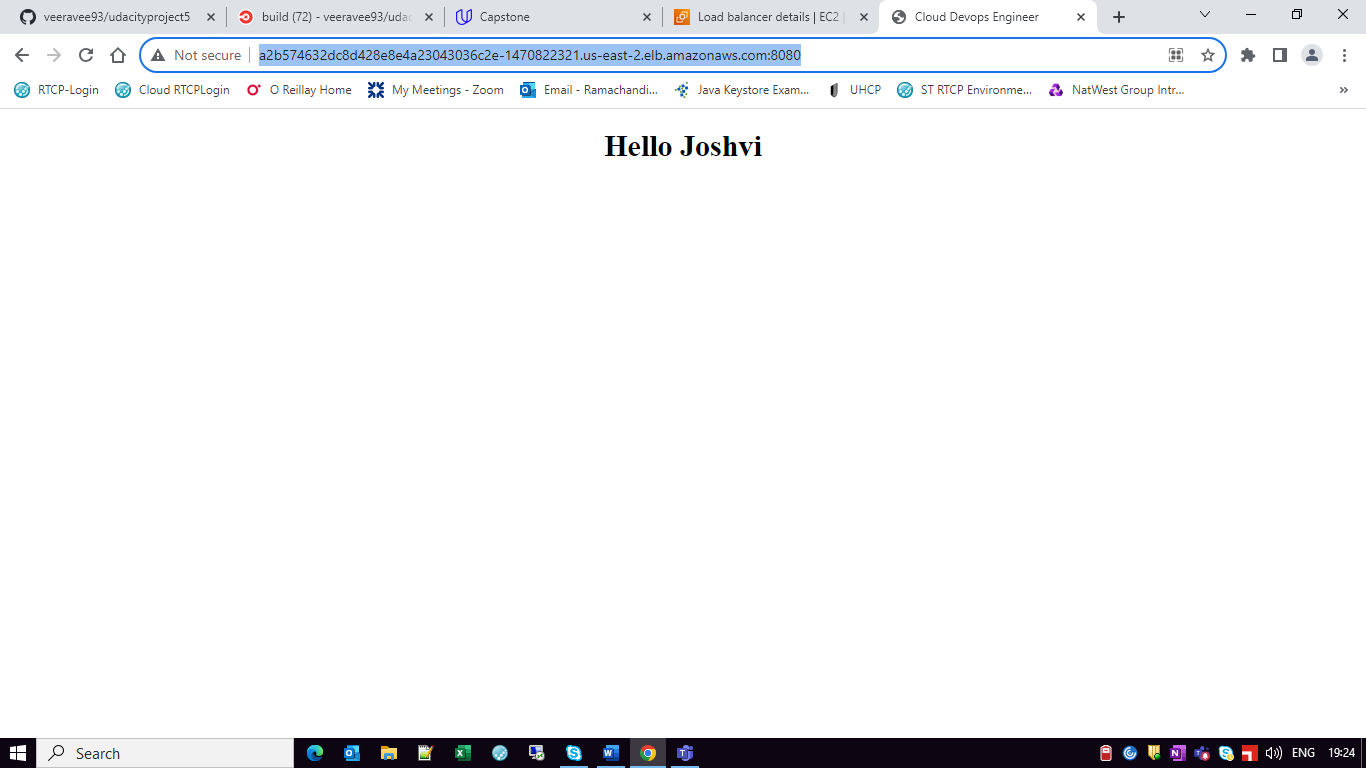 veeravee93/udacityproject5
build (72) - veeravee93/udac
Capstone
Load balancer details | EC2 |
Cloud Devops Engineer
Not secure
a2b574632dc8d428e8e4a23043036c2e-1470822321.us-east-2.elb.amazonaws.com:8080
RTCP-Login
Cloud RTCPLogin
O Reillay Home
My Meetings - Zoom
Email - Ramachandi...
Java Keystore Exam...
UHCP
ST RTCP Environme...
NatWest Group Intr...
»
Hello Joshvi
Search
ENG
19:24